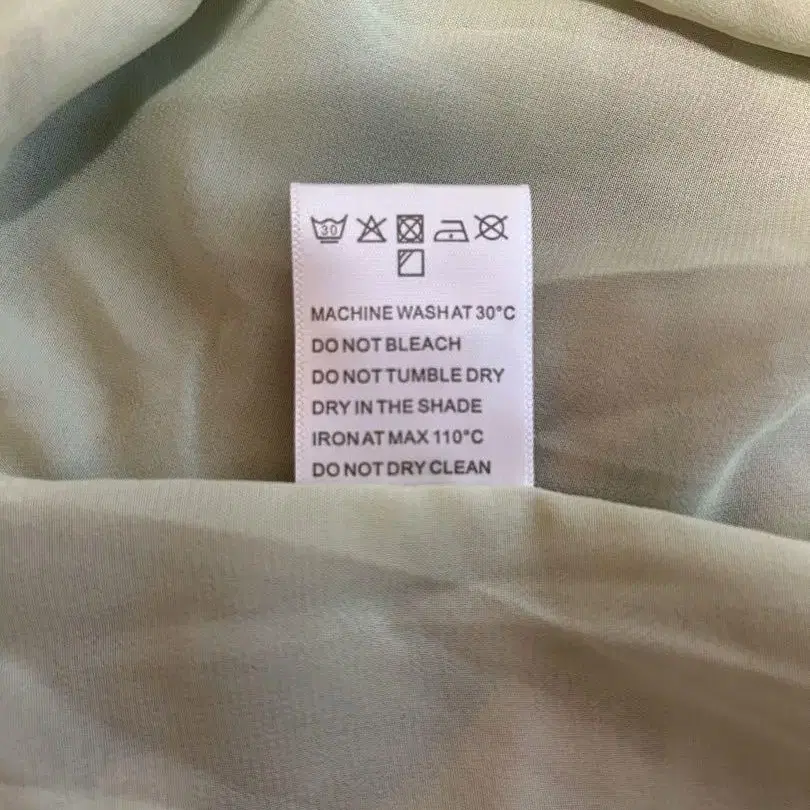 30
MACHINE WASH AT 30°C
DO NOT BLEACH
DO NOT TUMBLE DRY
DRY IN THE SHADE
IRON AT MAX 110°C
DO NOT DRY CLEAN